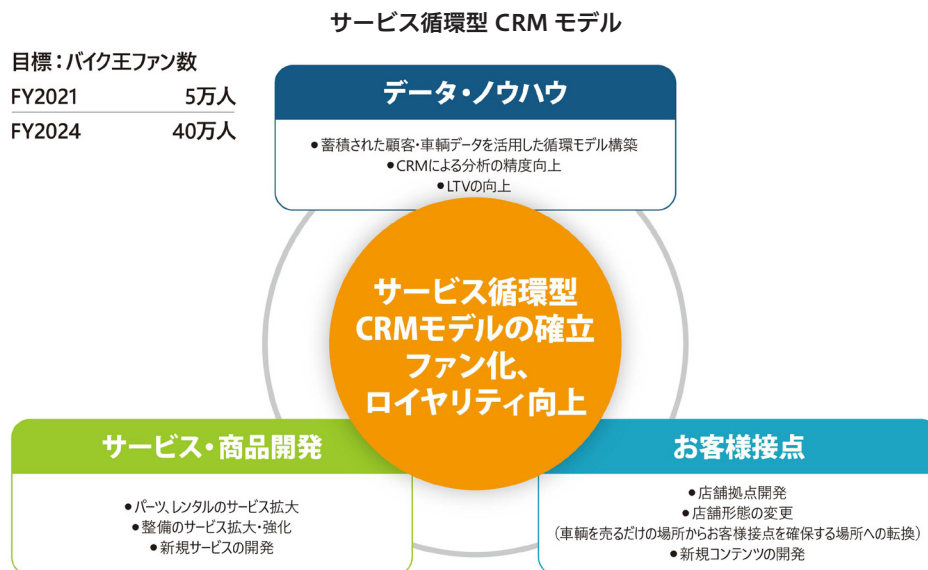 サービス循環型 CRM モデル
目標：バイク王ファン数
FY2021 5万人
FY2024 40万人
データ・ノウハウ
●蓄積された顧客・車輌データを活用した循環モデル構築
●CRMによる分析の精度向上
●LTVの向上
サービス循環型
CRMモデルの確立
ファン化、
ロイヤリティ向上
サービス・商品開発
●パーツ、レンタルのサービス拡大
●整備のサービス拡大・強化
●新規サービスの開発
お客様接点
●店舗拠点開発
●店舗形態の変更
（車輌を売るだけの場所からお客様接点を確保する場所への転換）
●新規コンテンツの開発